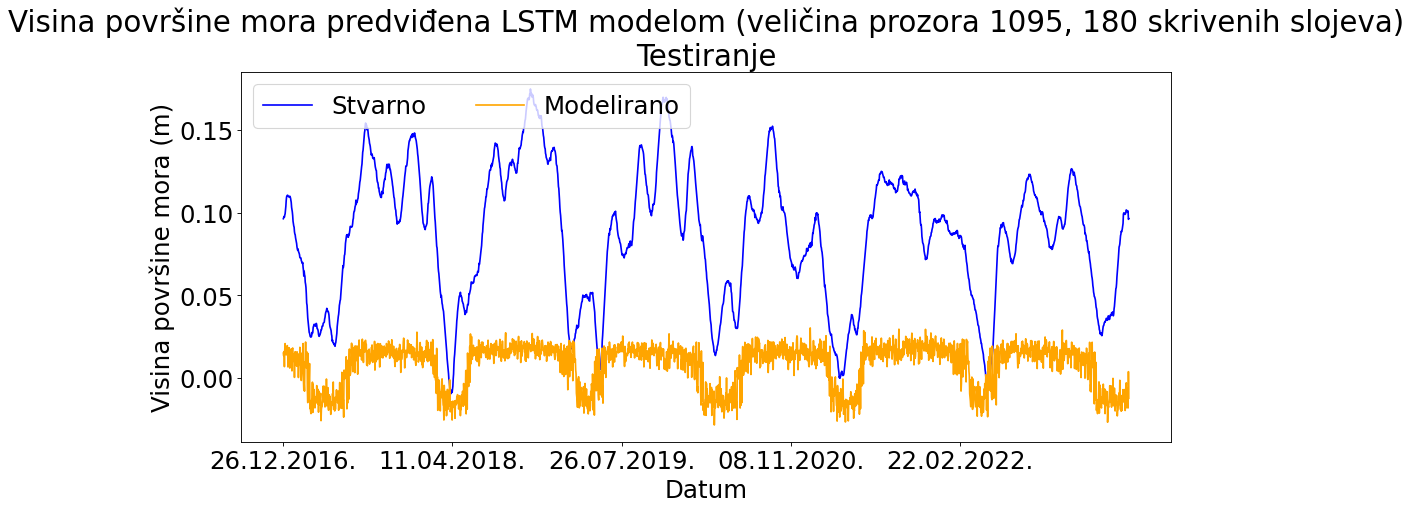 Visina površine mora predviđena LSTM modelom (veličina prozora 1095, 180 skrivenih slojeva)
Testiranje
Stvarno
Modelirano
Visina površine mora (m)
0.15
0.10
0.05
0.00
26.12.2016.
11.04.2018.
26.07.2019.
08.11.2020.
22.02.2022.
Datum